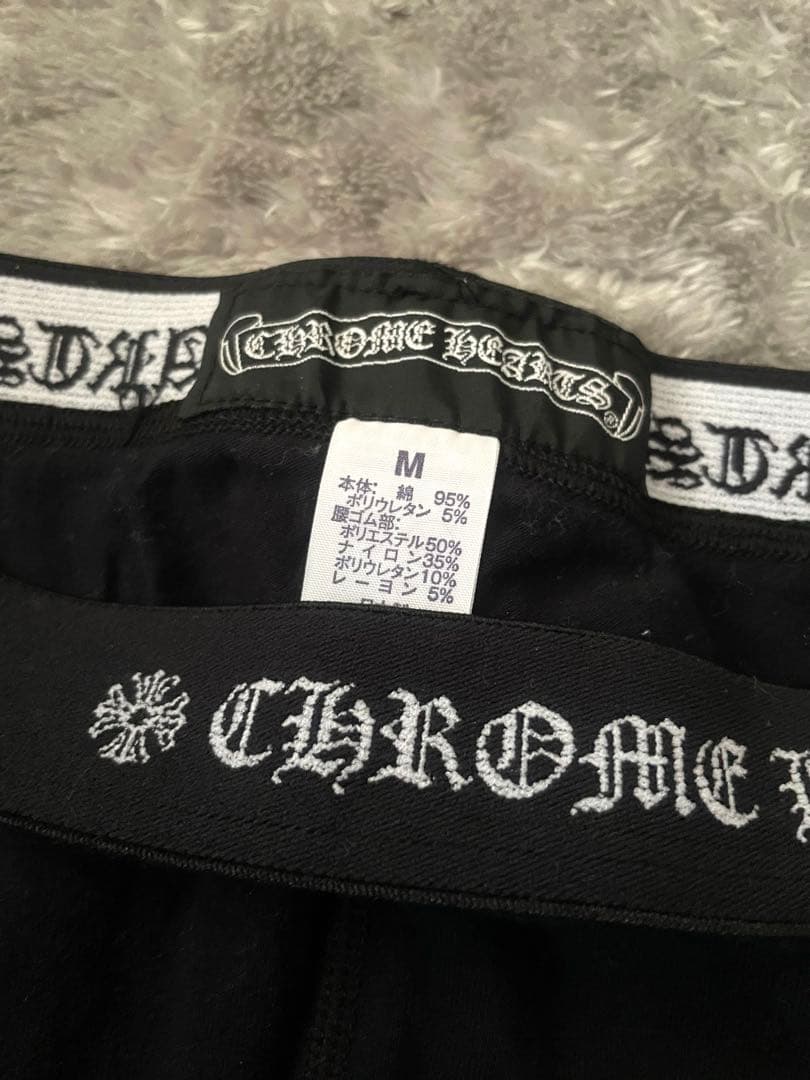 CHROME HEARTS®
M
本体: 綿 95%
ポリウレタン 5%
腰ゴム部:
ポリエステル50%
ナイロン35%
ポリウレタン10%
レーヨン 5%
CHROME